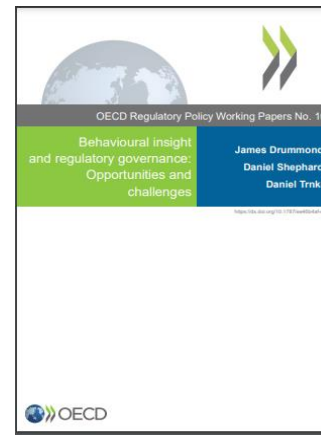 OECD Regulatory Policy Working Papers No. 1
Behavioural insight
and regulatory governance:
Opportunities and
challenges
James Drummond
Daniel Shephard
Daniel Trnk
OECD